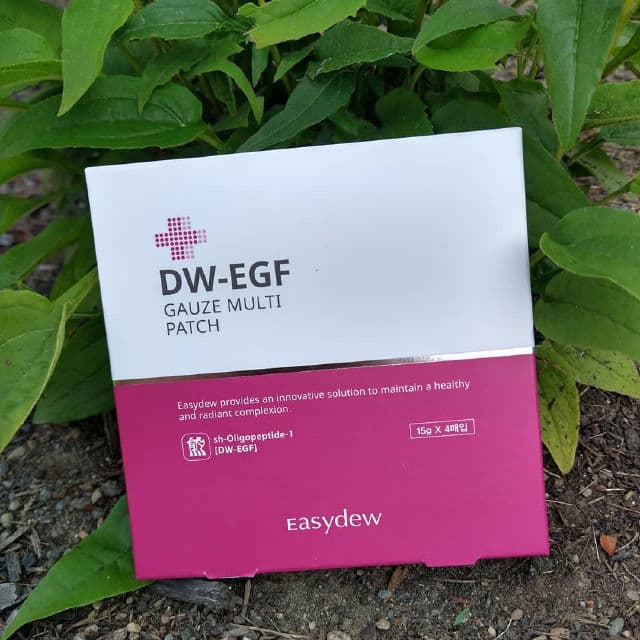 DW-EGF
GAUZE MULTI
PATCH
Easydew provides an innovative solution to maintain a healthy
and radiant complexion.
sh-Oligopeptide-1
[DW-EGF]
15g X 4매입
Easydew